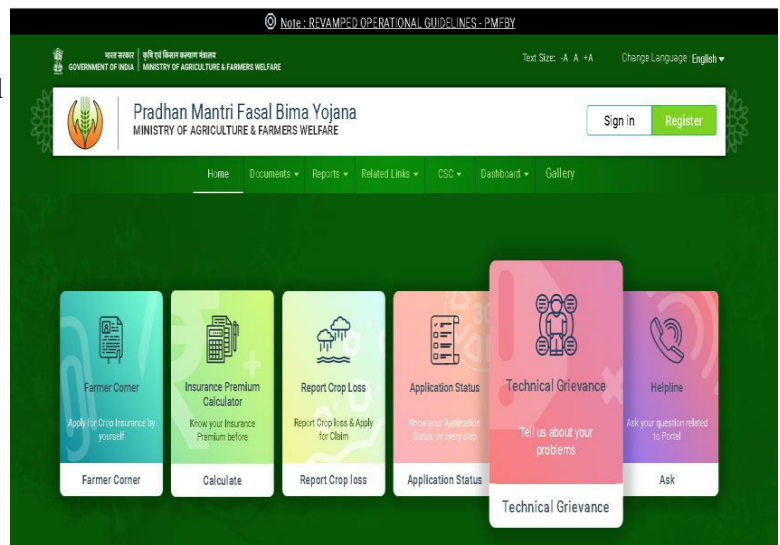 Note : REVAMPED OPERATIONAL GUIDELINES - PMFBY
भारत सरकार
GOVERNMENT OF INDIA
कृषि एवं किसान कल्याण मंत्रालय
MINISTRY OF AGRICULTURE & FARMERS WELFARE
Text Size: -A A +A
Change Language English
Pradhan Mantri Fasal Bima Yojana
MINISTRY OF AGRICULTURE & FARMERS WELFARE
Sign in
Register
Home Documents Reports Related Links CSC Dashboard Gallery
Farmer Corner
Apply for Crop Insurance by
yourself
Farmer Corner
Insurance Premium
Calculator
Know your Insurance
Premium before
Calculate
Report Crop Loss
Report Crop loss & Apply
for Claim
Report Crop loss
Application Status
Know your Application
Status on every step
Application Status
Technical Grievance
Tell us about your
problems
Technical Grievance
Helpline
Ask your question related
to Portal
Ask